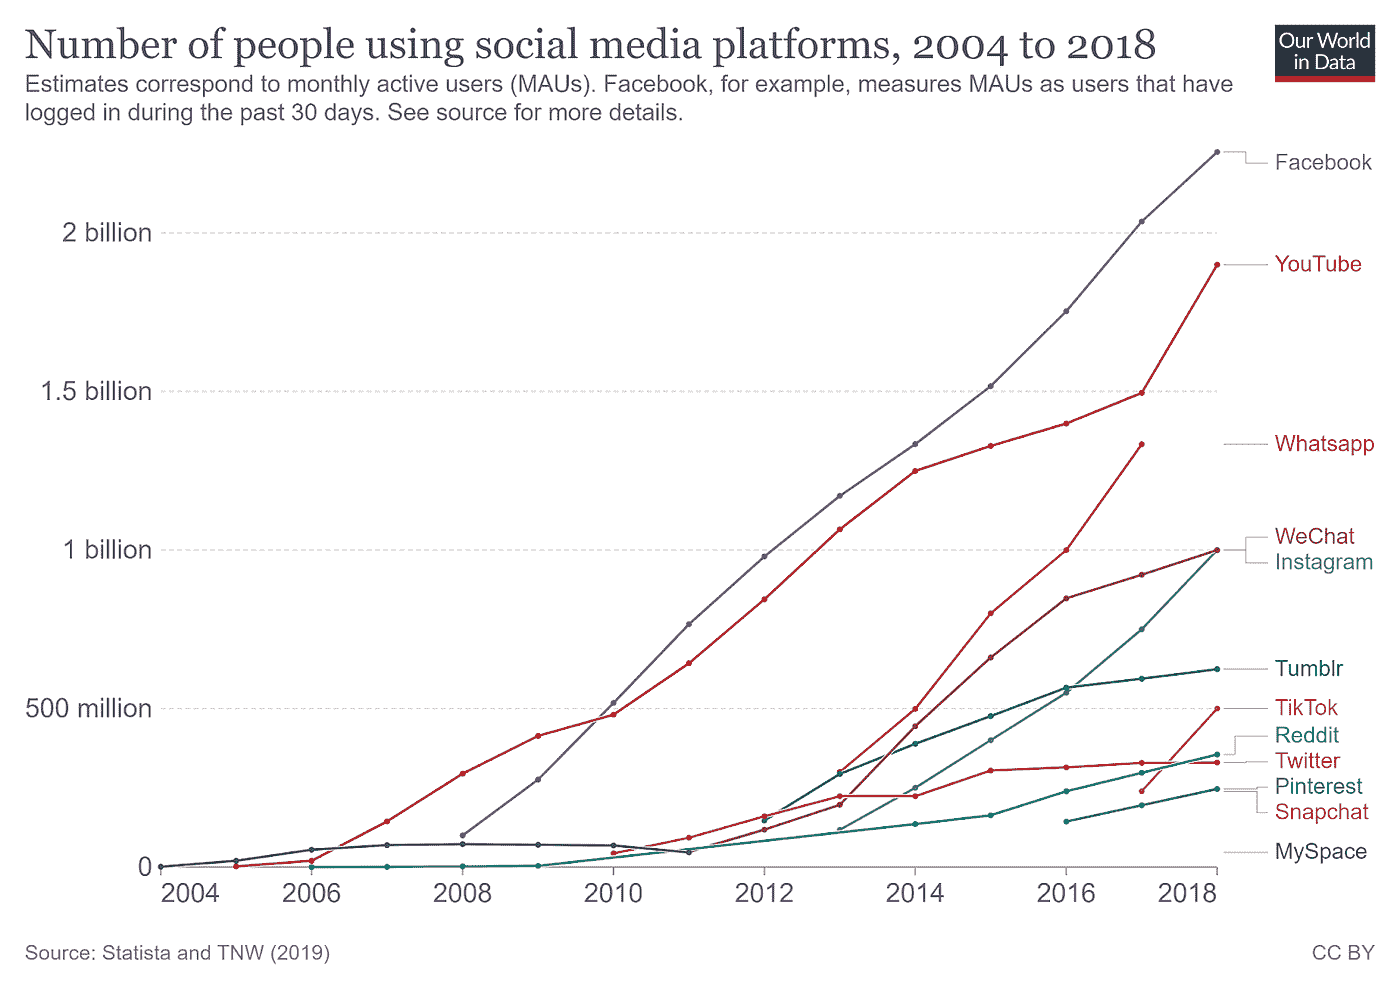 Number of people using social media platforms, 2004 to 2018
Our World
in Data
Estimates correspond to monthly active users (MAUs). Facebook, for example, measures MAUs as users that have
logged in during the past 30 days. See source for more details.
Facebook
2 billion
YouTube
1.5 billion
Whatsapp
WeChat
1 billion
Instagram
Tumblr
500 million
TikTok
Reddit
Twitter
Pinterest
Snapchat
MySpace
0
2004 2006 2008 2010 2012 2014 2016 2018
Source: Statista and TNW (2019)
CC BY